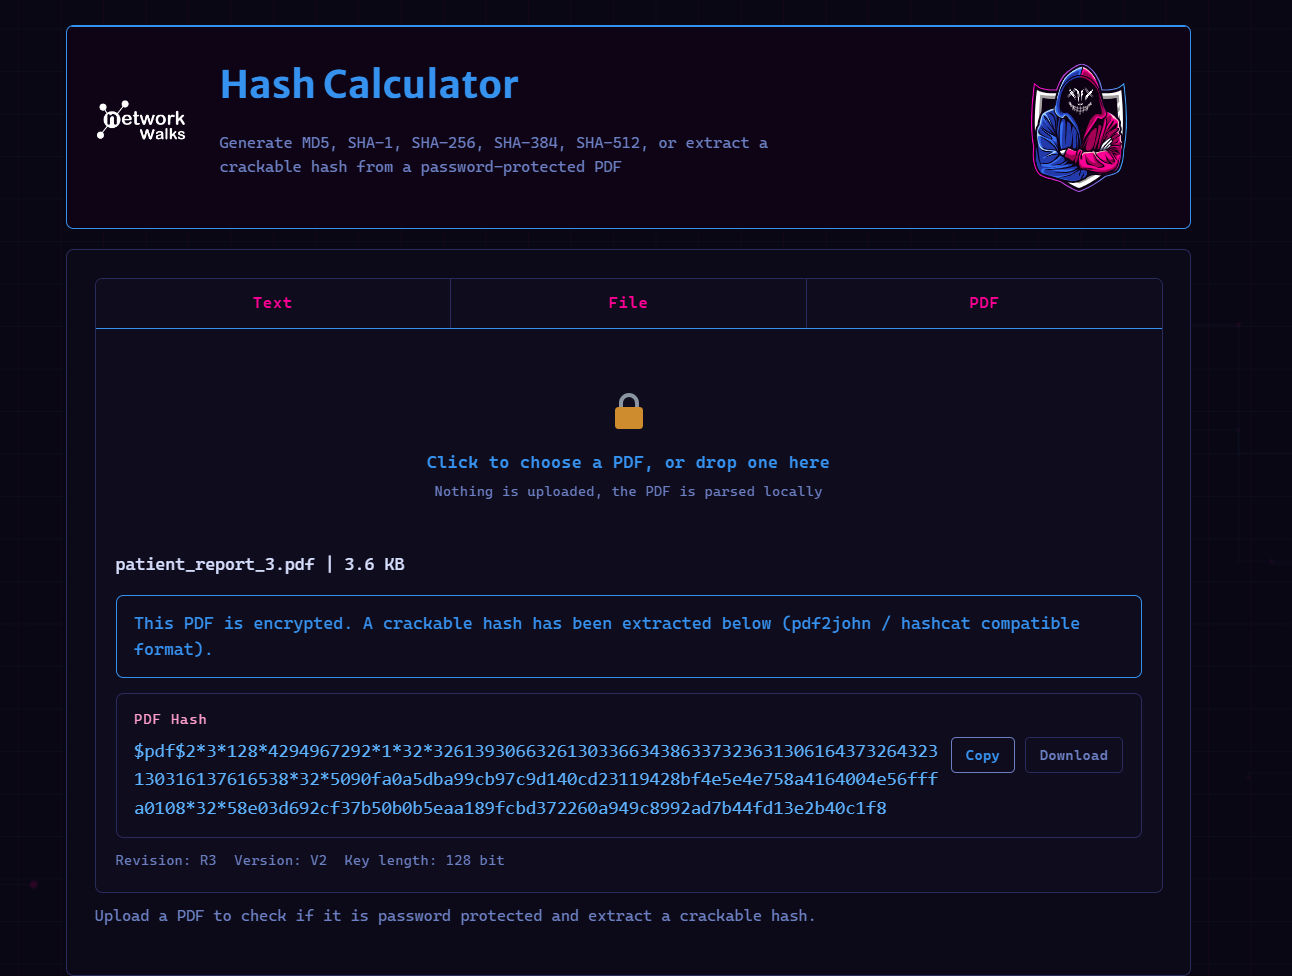 network
Walks
Hash Calculator
Generate MD5, SHA-1, SHA-256, SHA-384, SHA-512, or extract a
crackable hash from a password-protected PDF
Text
File
PDF
Click to choose a PDF, or drop one here
Nothing is uploaded, the PDF is parsed locally
patient_report_3.pdf | 3.6 KB
This PDF is encrypted. A crackable hash has been extracted below (pdf2john / hashcat compatible
format).
PDF Hash
$pdf$2*3*128*4294967292*1*32*3261393066326130336634386337323631306164373264323
130316137616538*32*5090fa0a5dba99cb97c9d140cd23119428bf4e5e4e758a4164004e56fff
a0108*32*58e03d692cf37b50b0b5eaa189fcbd372260a949c8992ad7b44fd13e2b40c1f8
Copy
Download
Revision: R3 Version: V2 Key length: 128 bit
Upload a PDF to check if it is password protected and extract a crackable hash.